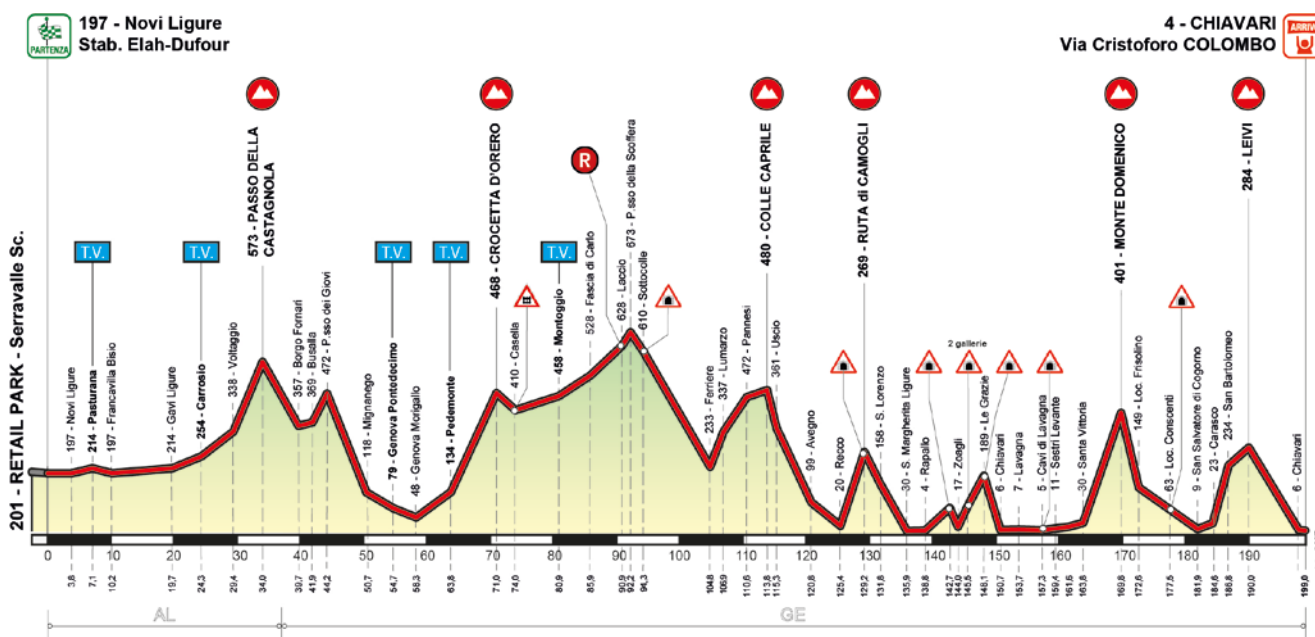 PARTENZA
197 - Novi Ligure
Stab. Elah-Dufour
4 - CHIAVARI
Via Cristoforo COLOMBO
ARRIVO
201 - RETAIL PARK - Serravalle Sc.
197 - Novi Ligure
T.V.
214 - Pasturana
197 - Francavilla Bisio
214 - Gavi Ligure
T.V.
254 - Carrosio
338 - Voltaggio
573 - PASSO DELLA
CASTAGNOLA
357 - Borgo Fornari
369 - Busalla
472 - P.sso dei Giovi
118 - Mignanego
T.V.
79 - Genova Pontedecimo
48 - Genova Morigallo
T.V.
134 - Pedemonte
468 - CROCETTA D'ORERO
410 - Casella
T.V.
458 - Montoggio
528 - Fascia di Carlo
R
628 - Laccio
673 - P.sso della Scoffera
610 - Sottocolle
233 - Ferriere
337 - Lumarzo
472 - Pannesi
480 - COLLE CAPRILE
361 - Uscio
99 - Avegno
20 - Recco
269 - RUTA di CAMOGLI
158 - S. Lorenzo
30 - S. Margherita Ligure
4 - Rapallo
17 - Zoagli
2 gallerie
189 - Le Grazie
6 - Chiavari
7 - Lavagna
5 - Cavi di Lavagna
11 - Sestri Levante
30 - Santa Vittoria
401 - MONTE DOMENICO
149 - Loc. Frisolino
63 - Loc. Conscenti
9 - San Salvatore di Cogorno
23 - Carasco
234 - San Bartolomeo
284 - LEIVI
6 - Chiavari
0 10 20 30 40 50 60 70 80 90 100 110 120 130 140 150 160 170 180 190
3,8 7,1 10,2 19,7 24,3 29,4 34,0 39,7 41,9 44,2 50,7 54,7 58,3 63,8 71,0 74,0 80,9 85,9 90,9 92,2 94,3 104,8 106,9 110,6 113,8 115,3 120,8 125,4 129,2 131,6 135,9 138,8 142,7 144,0 145,5 148,1 150,7 153,7 157,3 159,4 161,6 163,8 169,8 172,6 177,5 181,9 184,6 186,8 190,0 199,0
AL
GE